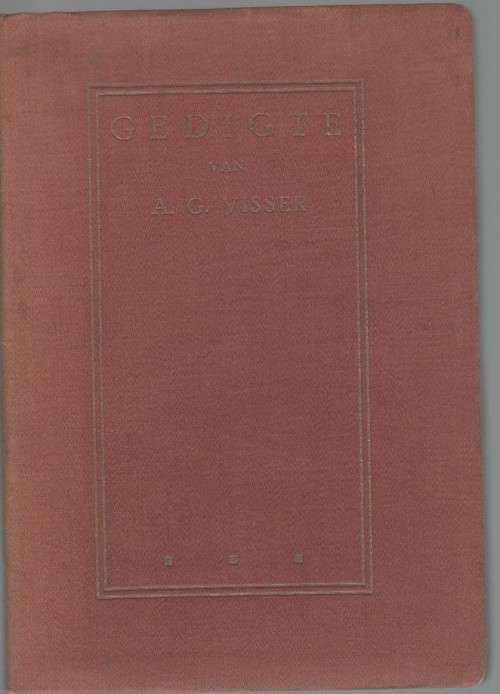 GEDIGTE
VAN
A. G. VISSER